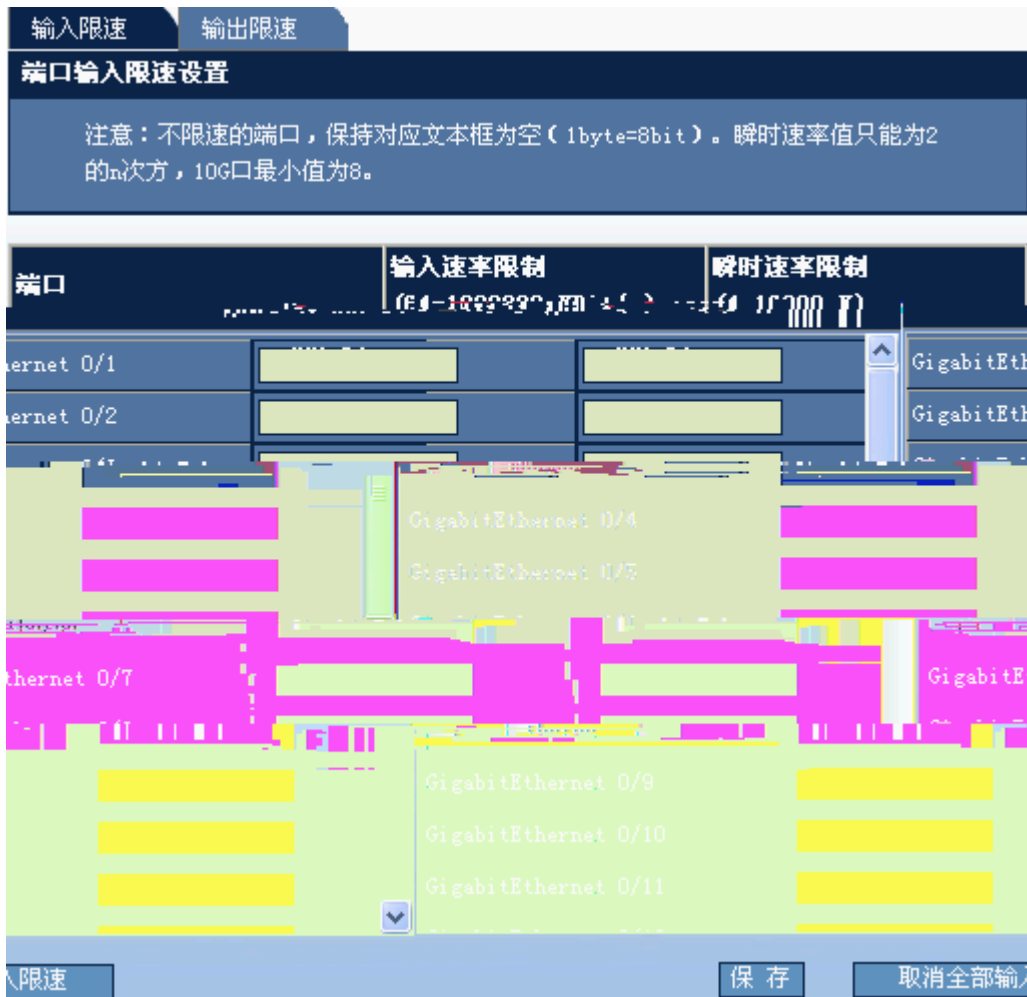 输入限速 输出限速
端口输入限速设置
注意：不限速的端口，保持对应文本框为空（1byte=8bit）。瞬时速率值只能为2
的n次方，10G口最小值为8。
端口 输入速率限制 瞬时速率限制
ernet 0/1 GigabitEth
ernet 0/2 GigabitEth
GigabitEthernet 0/4
GigabitEthernet 0/5
thernet 0/7 GigabitE
GigabitEthernet 0/9
GigabitEthernet 0/10
GigabitEthernet 0/11
入限速 保 存 取消全部输入